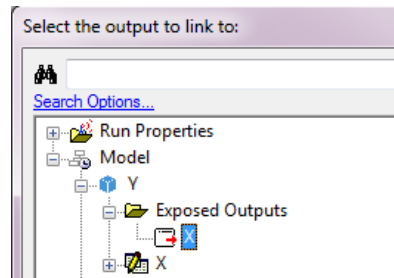 Select the output to link to:
Search Options...
Run Properties
Model
Y
Exposed Outputs
X
X